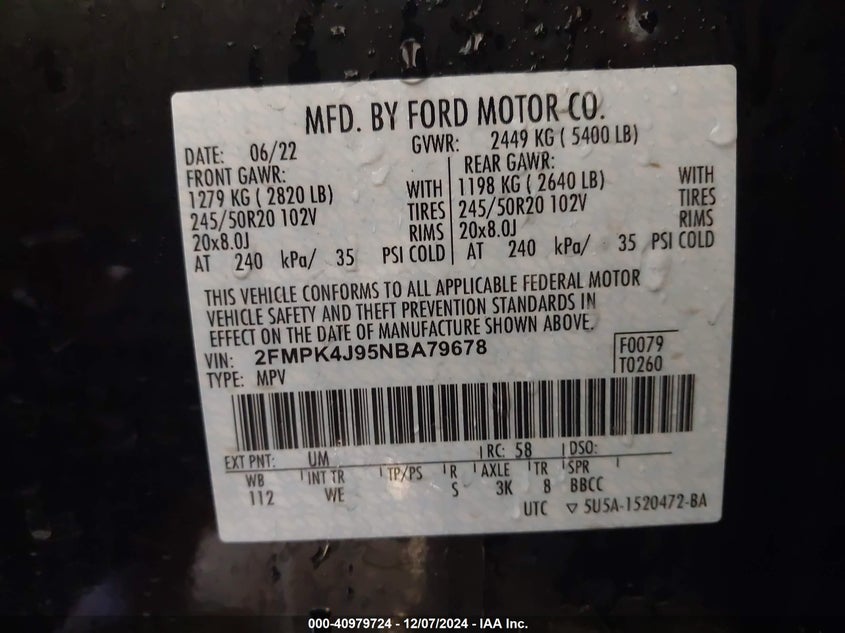 MFD. BY FORD MOTOR CO.
DATE: 06/22 GVWR: 2449 KG ( 5400 LB)
FRONT GAWR: REAR GAWR:
1279 KG ( 2820 LB) WITH 1198 KG ( 2640 LB) WITH
245/50R20 102V TIRES 245/50R20 102V TIRES
20x8.0J RIMS 20x8.0J RIMS
AT 240 kPa/ 35 PSI COLD AT 240 kPa/ 35 PSI COLD
THIS VEHICLE CONFORMS TO ALL APPLICABLE FEDERAL MOTOR
VEHICLE SAFETY AND THEFT PREVENTION STANDARDS IN
EFFECT ON THE DATE OF MANUFACTURE SHOWN ABOVE.
VIN: 2FMPK4J95NBA79678 F0079
TYPE: MPV T0260
EXT PNT: UM RC: 58 DSO:
WB INT TR TP/PS R AXLE TR SPR
112 WE S 3K 8 BBCC
UTC ▽ 5U5A-1520472-BA
000-40979724 – 12/07/2024 – IAA Inc.